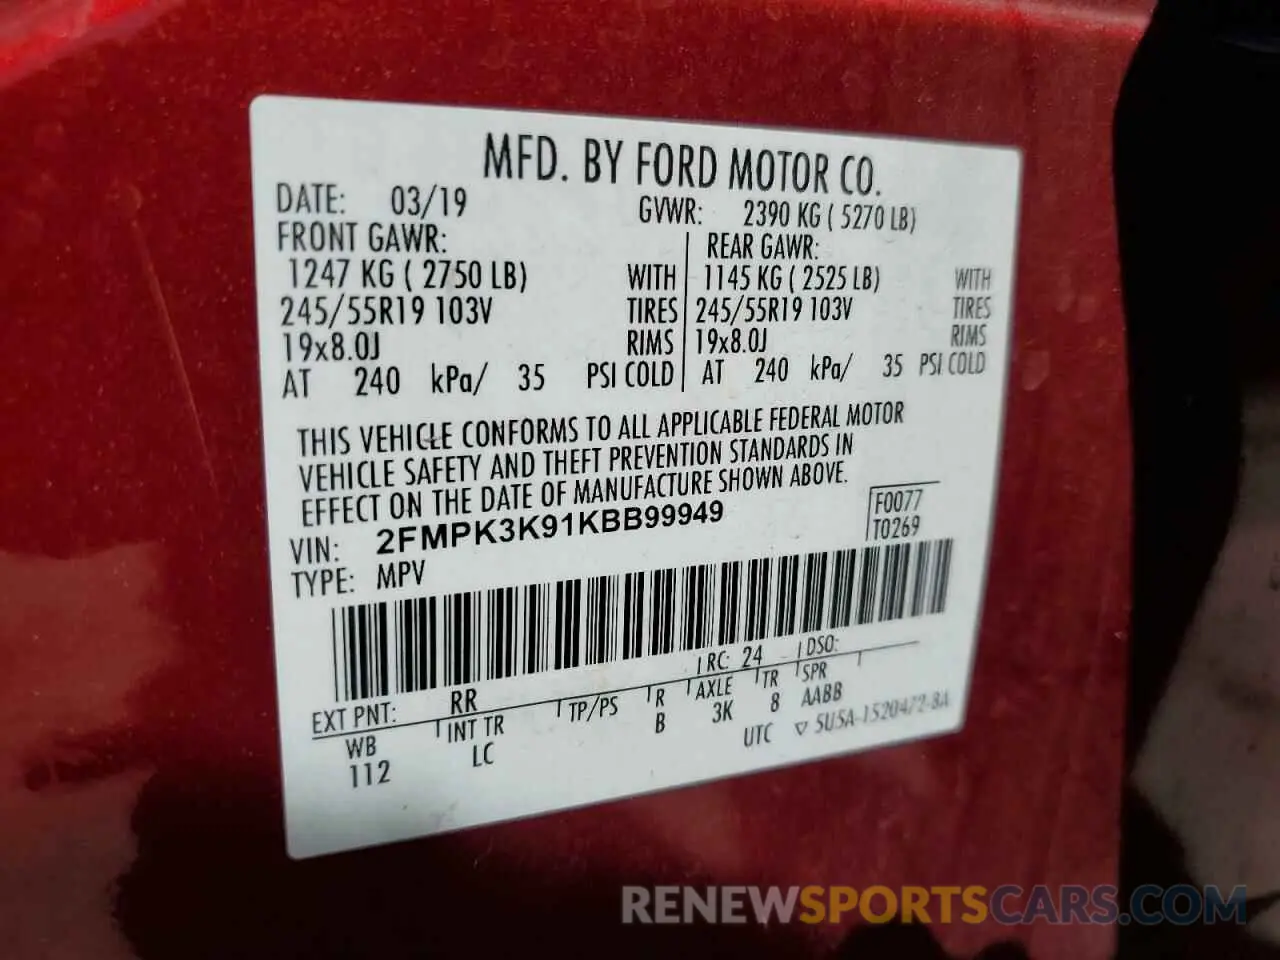 MFD. BY FORD MOTOR CO.
DATE: 03/19 GVWR: 2390 KG ( 5270 LB)
FRONT GAWR: REAR GAWR:
1247 KG ( 2750 LB) WITH 1145 KG ( 2525 LB) WITH
245/55R19 103V TIRES 245/55R19 103V TIRES
19x8.0J RIMS 19x8.0J RIMS
AT 240 kPa/ 35 PSI COLD AT 240 kPa/ 35 PSI COLD
THIS VEHICLE CONFORMS TO ALL APPLICABLE FEDERAL MOTOR
VEHICLE SAFETY AND THEFT PREVENTION STANDARDS IN
EFFECT ON THE DATE OF MANUFACTURE SHOWN ABOVE.
VIN: 2FMPK3K91KBB99949 F0077
TYPE: MPV T0269
EXT PNT: RR RC: 24 DSO:
WB INT TR TP/PS R AXLE TR SPR
112 LC B 3K 8 AABB
UTC ▽ 5U5A-1520472-BA
RENEWSPORTSCARS.COM